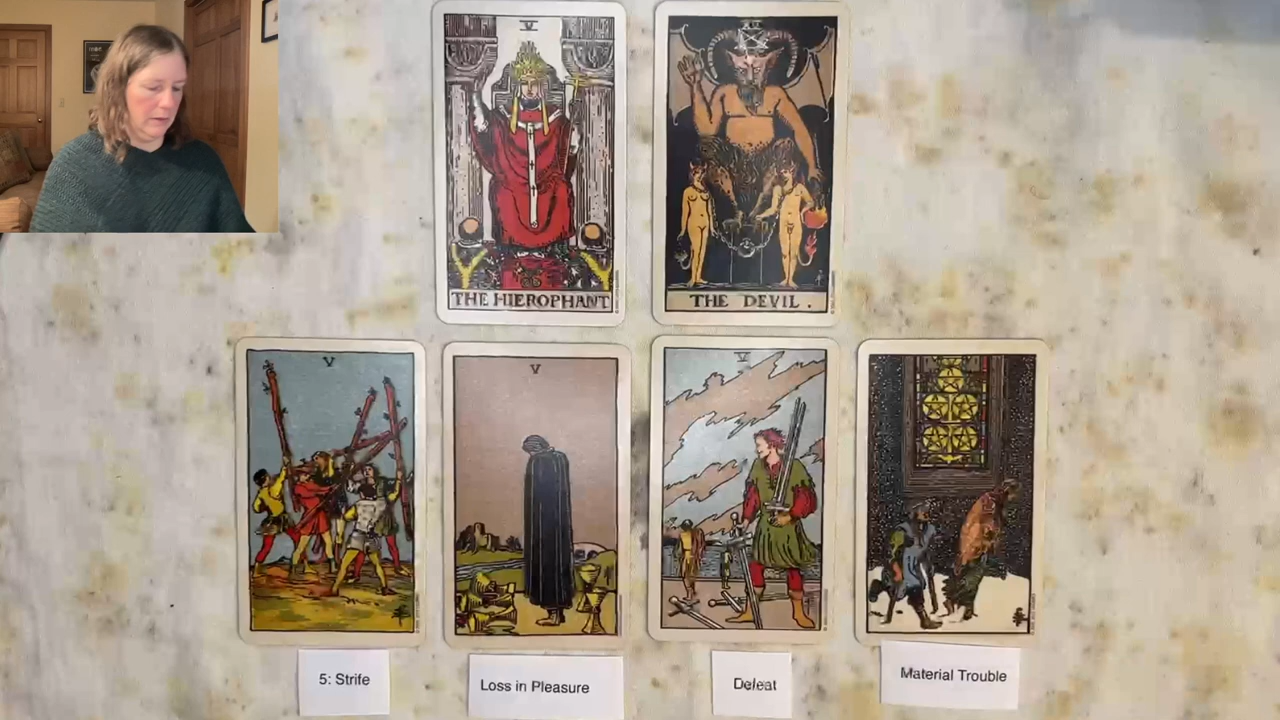 V
THE HIEROPHANT
THE DEVIL.
V
V
V
5: Strife
Loss in Pleasure
Defeat
Material Trouble